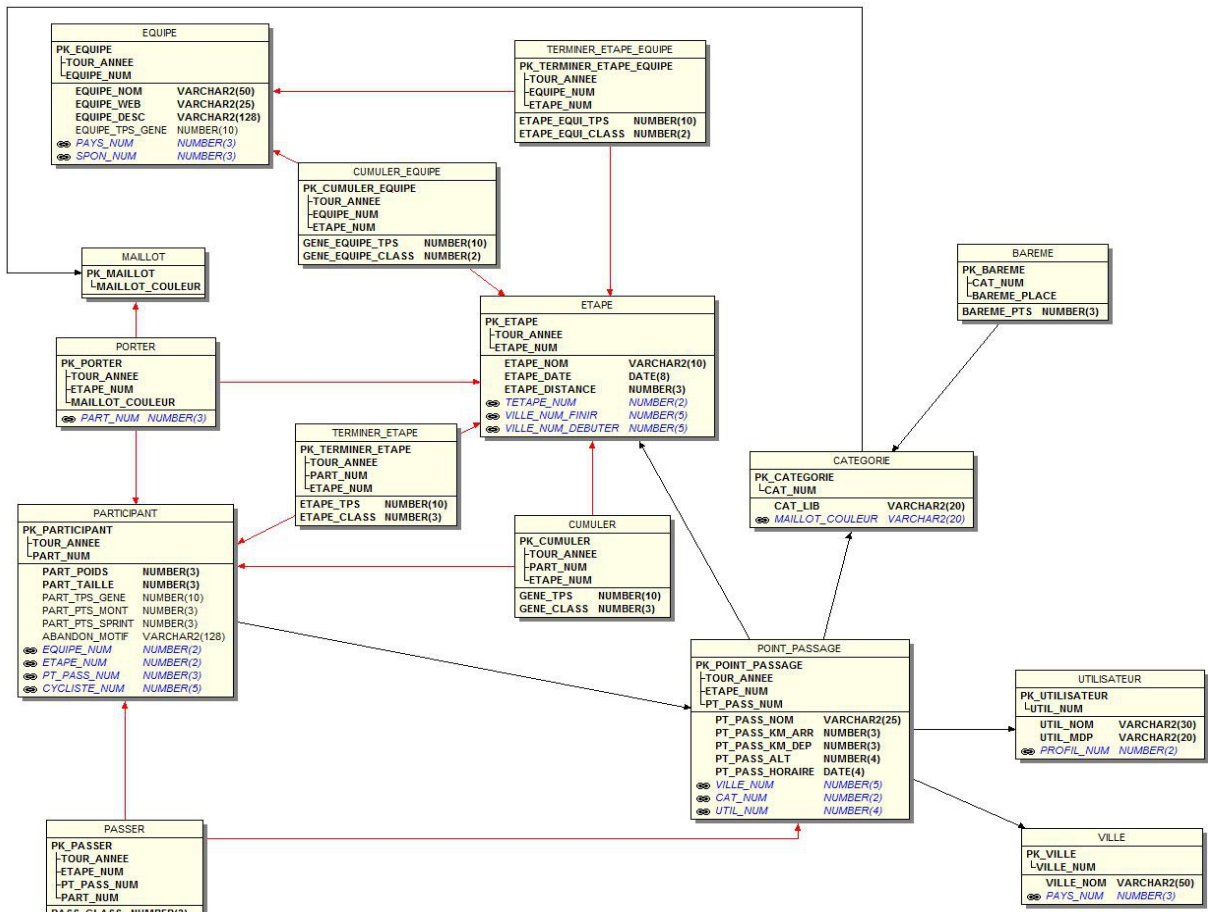 EQUIPE
PK_EQUIPE
TOUR_ANNEE
EQUIPE_NUM
EQUIPE_NOM VARCHAR2(50)
EQUIPE_WEB VARCHAR2(25)
EQUIPE_DESC VARCHAR2(128)
EQUIPE_TPS_GENE NUMBER(10)
PAYS_NUM NUMBER(3)
SPON_NUM NUMBER(3)
TERMINER_ETAPE_EQUIPE
PK_TERMINER_ETAPE_EQUIPE
TOUR_ANNEE
EQUIPE_NUM
ETAPE_NUM
ETAPE_EQUI_TPS NUMBER(10)
ETAPE_EQUI_CLASS NUMBER(2)
CUMULER_EQUIPE
PK_CUMULER_EQUIPE
TOUR_ANNEE
EQUIPE_NUM
ETAPE_NUM
GENE_EQUIPE_TPS NUMBER(10)
GENE_EQUIPE_CLASS NUMBER(2)
MAILLOT
PK_MAILLOT
MAILLOT_COULEUR
BAREME
PK_BAREME
CAT_NUM
BAREME_PLACE
BAREME_PTS NUMBER(3)
ETAPE
PK_ETAPE
TOUR_ANNEE
ETAPE_NUM
ETAPE_NOM VARCHAR2(10)
ETAPE_DATE DATE(8)
ETAPE_DISTANCE NUMBER(3)
TETAPE_NUM NUMBER(2)
VILLE_NUM_FINIR NUMBER(5)
VILLE_NUM_DEBUTER NUMBER(5)
PORTER
PK_PORTER
TOUR_ANNEE
ETAPE_NUM
MAILLOT_COULEUR
PART_NUM NUMBER(3)
TERMINER_ETAPE
PK_TERMINER_ETAPE
TOUR_ANNEE
PART_NUM
ETAPE_NUM
ETAPE_TPS NUMBER(10)
ETAPE_CLASS NUMBER(3)
CATEGORIE
PK_CATEGORIE
CAT_NUM
CAT_LIB VARCHAR2(20)
MAILLOT_COULEUR VARCHAR2(20)
PARTICIPANT
PK_PARTICIPANT
TOUR_ANNEE
PART_NUM
PART_POIDS NUMBER(3)
PART_TAILLE NUMBER(3)
PART_TPS_GENE NUMBER(10)
PART_PTS_MONT NUMBER(3)
PART_PTS_SPRINT NUMBER(3)
ABANDON_MOTIF VARCHAR2(128)
EQUIPE_NUM NUMBER(2)
ETAPE_NUM NUMBER(2)
PT_PASS_NUM NUMBER(3)
CYCLISTE_NUM NUMBER(5)
CUMULER
PK_CUMULER
TOUR_ANNEE
PART_NUM
ETAPE_NUM
GENE_TPS NUMBER(10)
GENE_CLASS NUMBER(3)
POINT_PASSAGE
PK_POINT_PASSAGE
TOUR_ANNEE
ETAPE_NUM
PT_PASS_NUM
PT_PASS_NOM VARCHAR2(25)
PT_PASS_KM_ARR NUMBER(3)
PT_PASS_KM_DEP NUMBER(3)
PT_PASS_ALT NUMBER(4)
PT_PASS_HORAIRE DATE(4)
VILLE_NUM NUMBER(5)
CAT_NUM NUMBER(2)
UTIL_NUM NUMBER(4)
UTILISATEUR
PK_UTILISATEUR
UTIL_NUM
UTIL_NOM VARCHAR2(30)
UTIL_MDP VARCHAR2(20)
PROFIL_NUM NUMBER(2)
PASSER
PK_PASSER
TOUR_ANNEE
ETAPE_NUM
PT_PASS_NUM
PART_NUM
PASS_CLASS NUMBER(3)
VILLE
PK_VILLE
VILLE_NUM
VILLE_NOM VARCHAR2(50)
PAYS_NUM NUMBER(3)